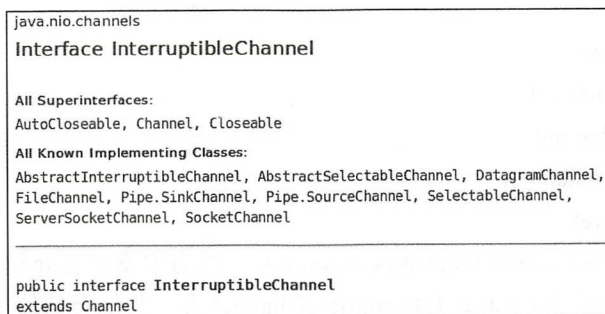 java.nio.channels
Interface InterruptibleChannel
All Superinterfaces:
AutoCloseable, Channel, Closeable
All Known Implementing Classes:
AbstractInterruptibleChannel, AbstractSelectableChannel, DatagramChannel,
FileChannel, Pipe.SinkChannel, Pipe.SourceChannel, SelectableChannel,
ServerSocketChannel, SocketChannel
public interface InterruptibleChannel
extends Channel